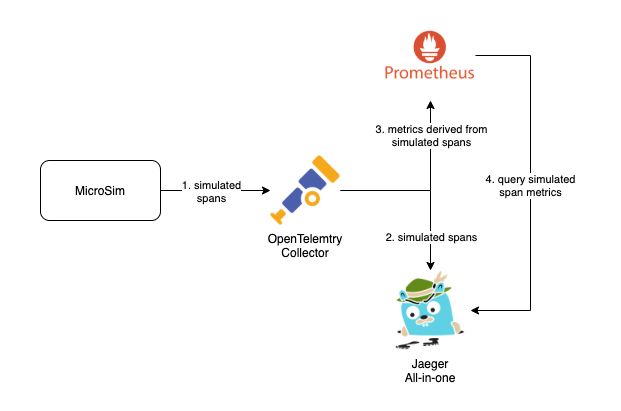 Prometheus
3. metrics derived from
simulated spans
MicroSim
1. simulated
spans
4. query simulated
span metrics
OpenTelemtry
Collector
2. simulated spans
Jaeger
All-in-one